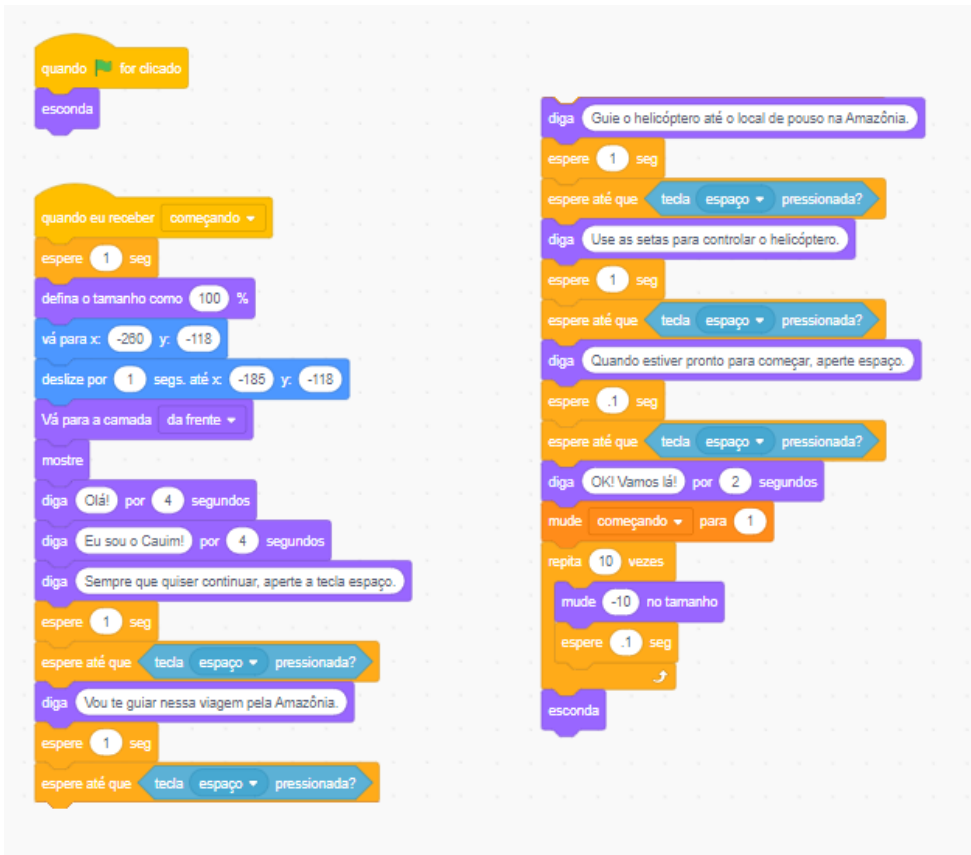 quando for clicado
esconda
quando eu receber começando
espere 1 seg
defina o tamanho como 100 %
vá para x: -260 y: -118
deslize por 1 segs. até x: -185 y: -118
Vá para a camada da frente
mostre
diga Olá! por 4 segundos
diga Eu sou o Cauim! por 4 segundos
diga Sempre que quiser continuar, aperte a tecla espaço.
espere 1 seg
espere até que tecla espaço pressionada?
diga Vou te guiar nessa viagem pela Amazônia.
espere 1 seg
espere até que tecla espaço pressionada?
diga Guie o helicóptero até o local de pouso na Amazônia.
espere 1 seg
espere até que tecla espaço pressionada?
diga Use as setas para controlar o helicóptero.
espere 1 seg
espere até que tecla espaço pressionada?
diga Quando estiver pronto para começar, aperte espaço.
espere .1 seg
espere até que tecla espaço pressionada?
diga OK! Vamos lá! por 2 segundos
mude começando para 1
repita 10 vezes
mude -10 no tamanho
espere .1 seg
esconda